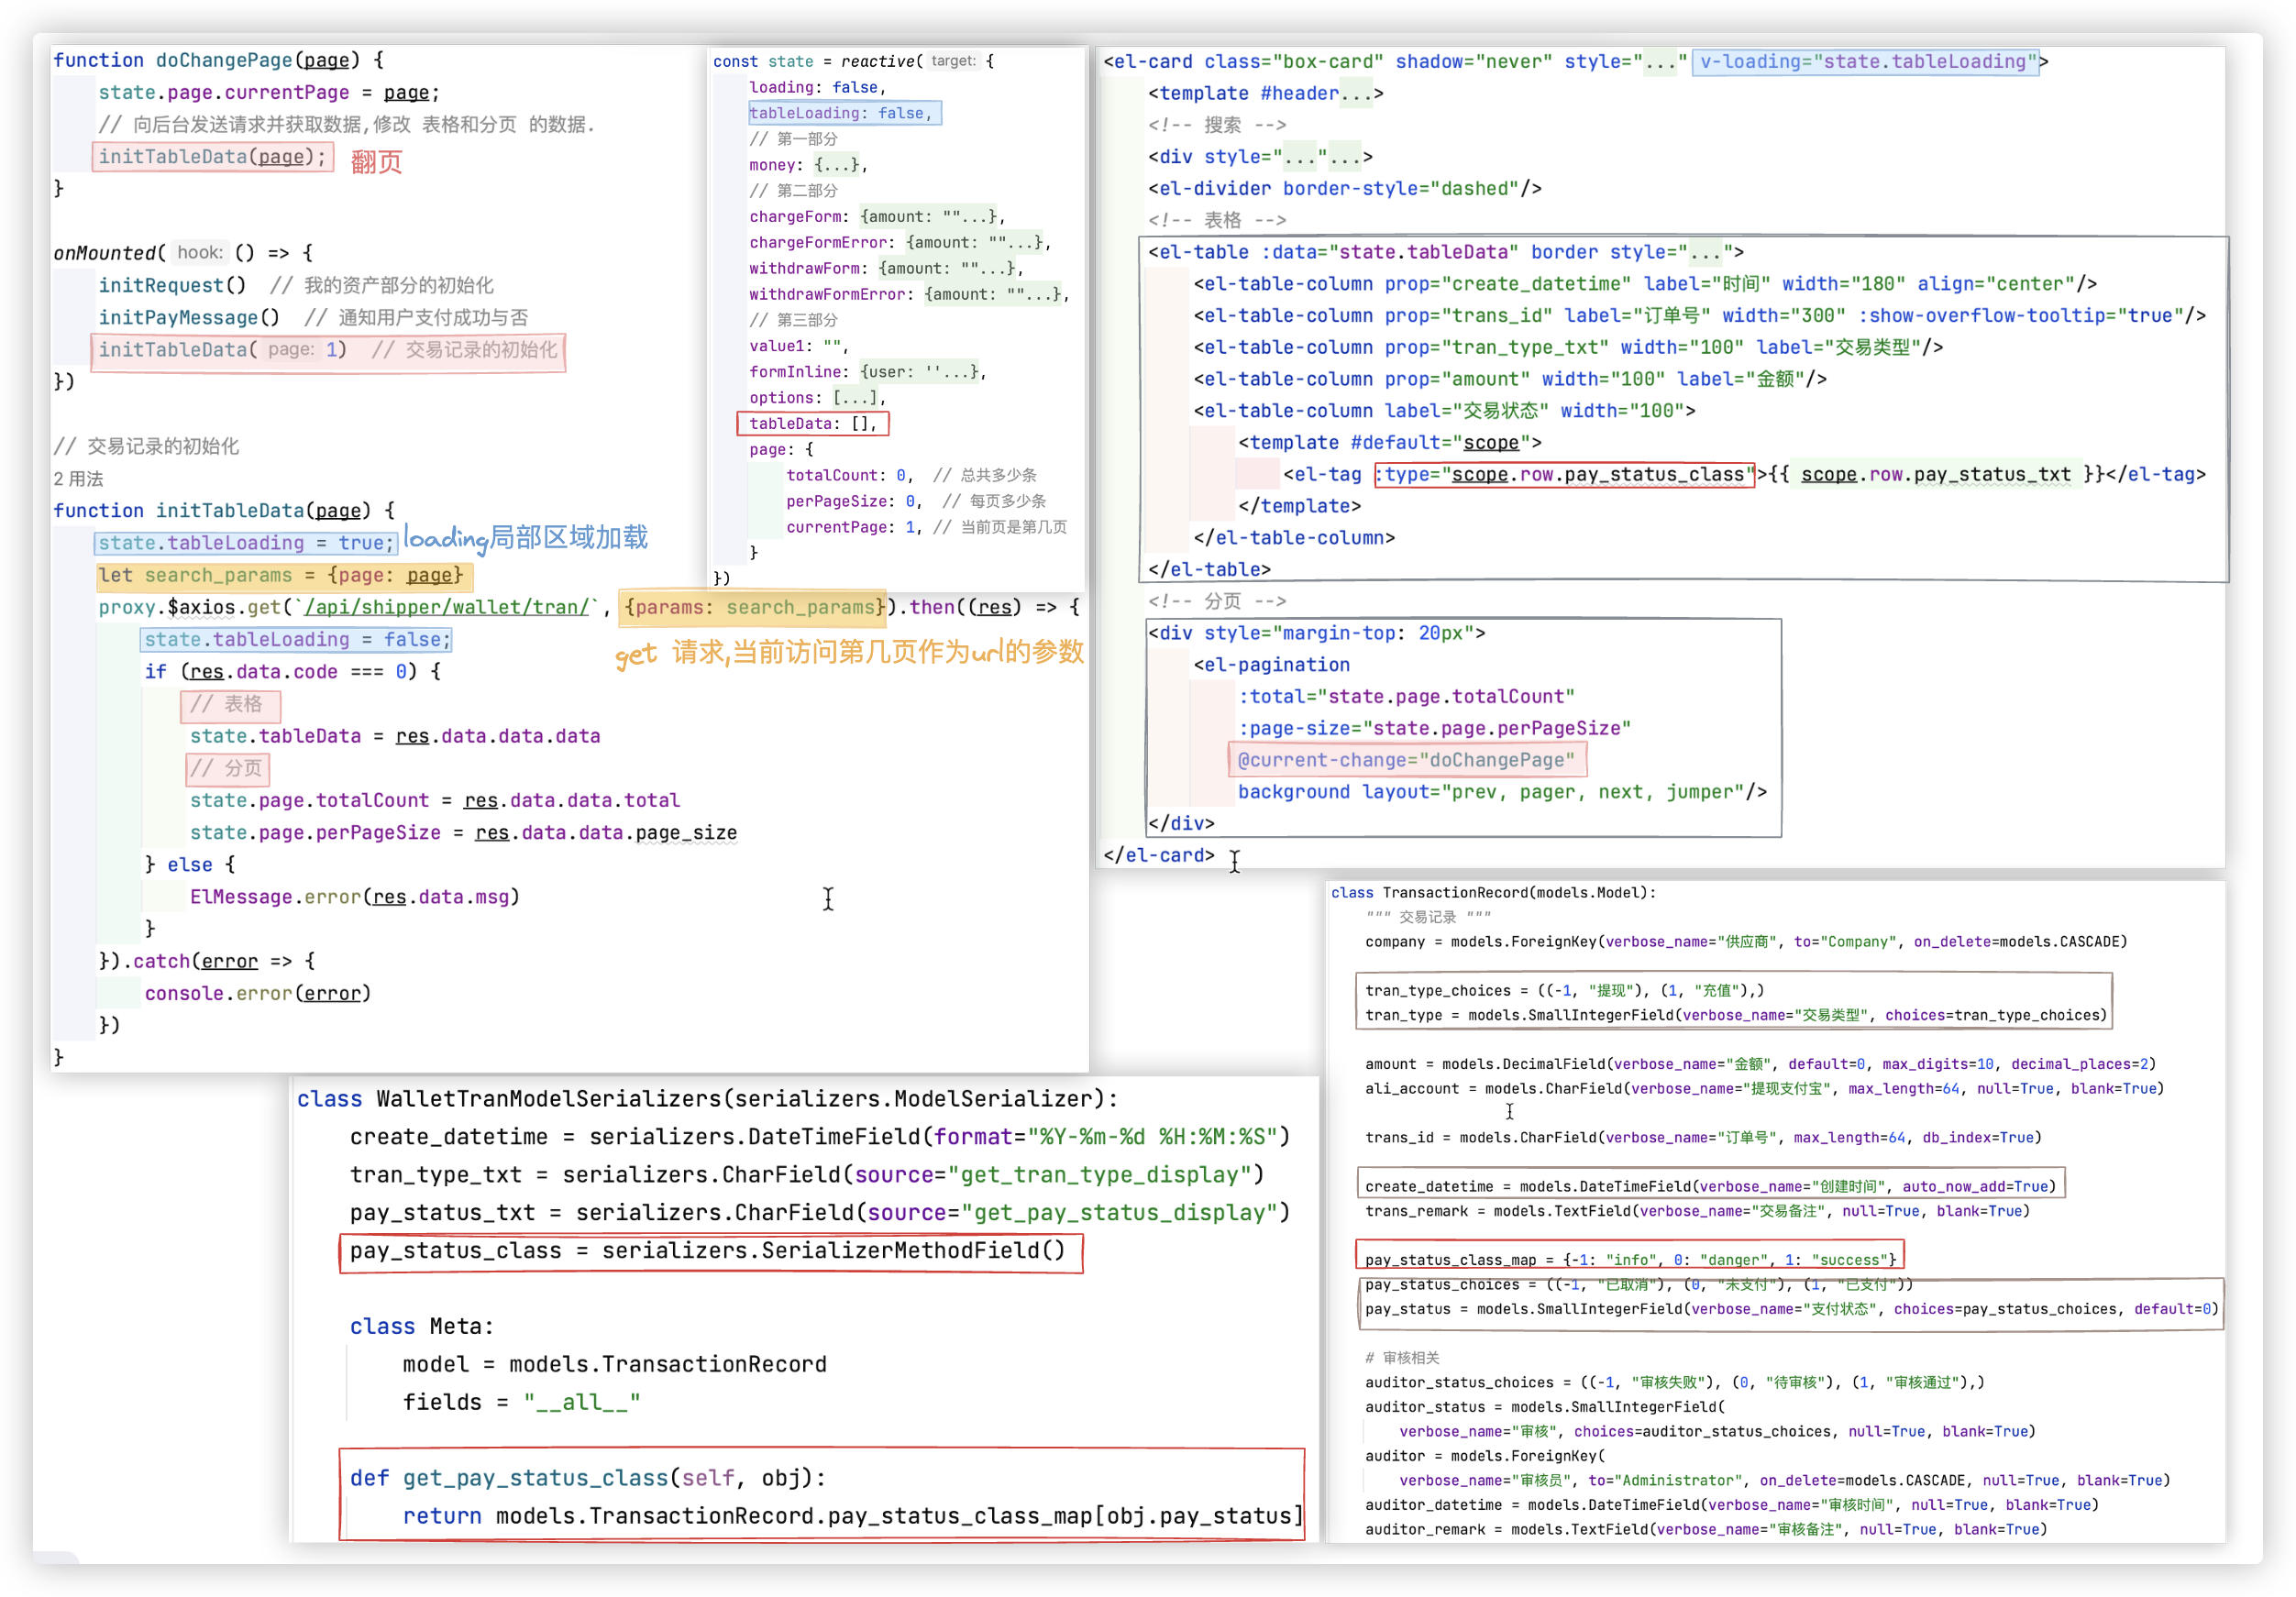 function doChangePage(page) {
state.page.currentPage = page;
// 向后台发送请求并获取数据,修改 表格和分页 的数据.
initTableData(page);
翻页
}
onMounted( hook: () => {
initRequest() // 我的资产部分的初始化
initPayMessage() // 通知用户支付成功与否
initTableData( page: 1) // 交易记录的初始化
})
// 交易记录的初始化
2 用法
function initTableData(page) {
state.tableLoading = true;
loading局部区域加载
let search_params = {page: page}
proxy.$axios.get(`/api/shipper/wallet/tran/`, {params: search_params}).then((res) => {
state.tableLoading = false;
get 请求,当前访问第几页作为url的参数
if (res.data.code === 0) {
// 表格
state.tableData = res.data.data.data
// 分页
state.page.totalCount = res.data.data.total
state.page.perPageSize = res.data.data.page_size
} else {
ElMessage.error(res.data.msg)
}
}).catch(error => {
console.error(error)
})
}
const state = reactive( target: {
loading: false,
tableLoading: false,
// 第一部分
money: {...},
// 第二部分
chargeForm: {amount: ""...},
chargeFormError: {amount: ""...},
withdrawForm: {amount: ""...},
withdrawFormError: {amount: ""...},
// 第三部分
value1: "",
formInline: {user: ''...},
options: [...],
tableData: [],
page: {
totalCount: 0, // 总共多少条
perPageSize: 0, // 每页多少条
currentPage: 1, // 当前页是第几页
}
})
<el-card class="box-card" shadow="never" style="..." v-loading="state.tableLoading">
<template #header...>
<!-- 搜索 -->
<div style="..."...>
<el-divider border-style="dashed"/>
<!-- 表格 -->
<el-table :data="state.tableData" border style="...">
<el-table-column prop="create_datetime" label="时间" width="180" align="center"/>
<el-table-column prop="trans_id" label="订单号" width="300" :show-overflow-tooltip="true"/>
<el-table-column prop="tran_type_txt" width="100" label="交易类型"/>
<el-table-column prop="amount" width="100" label="金额"/>
<el-table-column label="交易状态" width="100">
<template #default="scope">
<el-tag :type="scope.row.pay_status_class">{{ scope.row.pay_status_txt }}</el-tag>
</template>
</el-table-column>
</el-table>
<!-- 分页 -->
<div style="margin-top: 20px">
<el-pagination
:total="state.page.totalCount"
:page-size="state.page.perPageSize"
@current-change="doChangePage"
background layout="prev, pager, next, jumper"/>
</div>
</el-card>
class WalletTranModelSerializers(serializers.ModelSerializer):
create_datetime = serializers.DateTimeField(format="%Y-%m-%d %H:%M:%S")
tran_type_txt = serializers.CharField(source="get_tran_type_display")
pay_status_txt = serializers.CharField(source="get_pay_status_display")
pay_status_class = serializers.SerializerMethodField()
class Meta:
model = models.TransactionRecord
fields = "__all__"
def get_pay_status_class(self, obj):
return models.TransactionRecord.pay_status_class_map[obj.pay_status]
class TransactionRecord(models.Model):
""" 交易记录 """
company = models.ForeignKey(verbose_name="供应商", to="Company", on_delete=models.CASCADE)
tran_type_choices = ((-1, "提现"), (1, "充值"),)
tran_type = models.SmallIntegerField(verbose_name="交易类型", choices=tran_type_choices)
amount = models.DecimalField(verbose_name="金额", default=0, max_digits=10, decimal_places=2)
ali_account = models.CharField(verbose_name="提现支付宝", max_length=64, null=True, blank=True)
trans_id = models.CharField(verbose_name="订单号", max_length=64, db_index=True)
create_datetime = models.DateTimeField(verbose_name="创建时间", auto_now_add=True)
trans_remark = models.TextField(verbose_name="交易备注", null=True, blank=True)
pay_status_class_map = {-1: "info", 0: "danger", 1: "success"}
pay_status_choices = ((-1, "已取消"), (0, "未支付"), (1, "已支付"))
pay_status = models.SmallIntegerField(verbose_name="支付状态", choices=pay_status_choices, default=0)
# 审核相关
auditor_status_choices = ((-1, "审核失败"), (0, "待审核"), (1, "审核通过"),)
auditor_status = models.SmallIntegerField(
verbose_name="审核", choices=auditor_status_choices, null=True, blank=True)
auditor = models.ForeignKey(
verbose_name="审核员", to="Administrator", on_delete=models.CASCADE, null=True, blank=True)
auditor_datetime = models.DateTimeField(verbose_name="审核时间", null=True, blank=True)
auditor_remark = models.TextField(verbose_name="审核备注", null=True, blank=True)